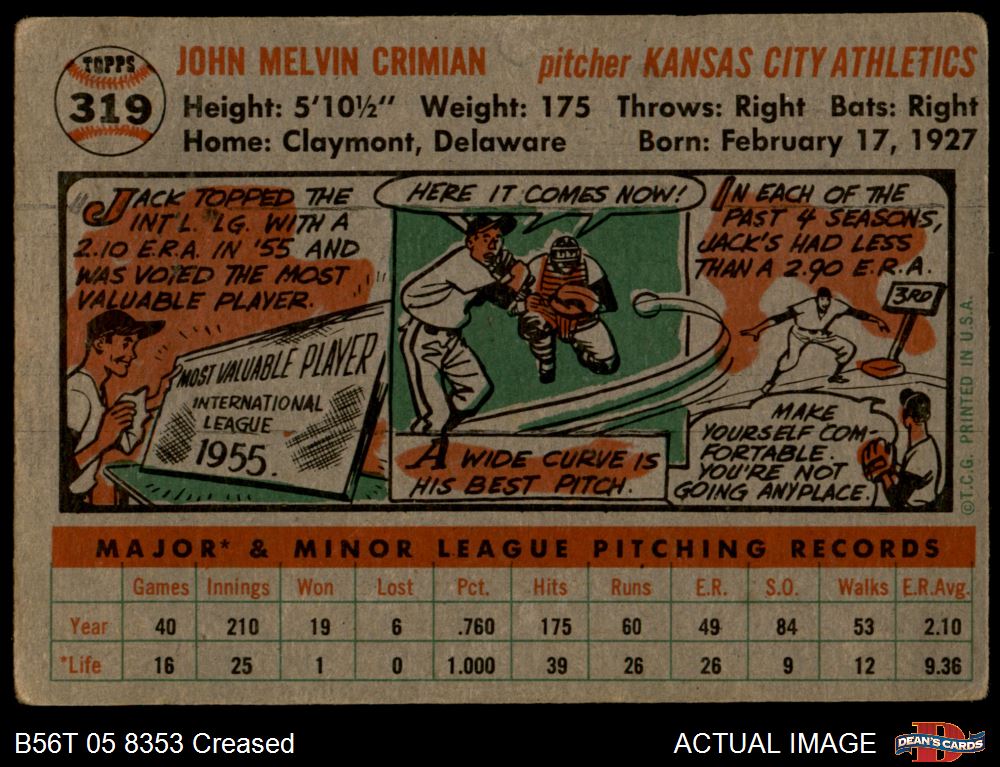 TOPPS
319
JOHN MELVIN CRIMIAN pitcher KANSAS CITY ATHLETICS
Height: 5'10½" Weight: 175 Throws: Right Bats: Right
Home: Claymont, Delaware Born: February 17, 1927
JACK TOPPED THE
INT'L. LG. WITH A
2.10 E.R.A. IN '55 AND
WAS VOTED THE MOST
VALUABLE PLAYER.
MOST VALUABLE PLAYER
INTERNATIONAL
LEAGUE
1955.
HERE IT COMES NOW!
A WIDE CURVE IS
HIS BEST PITCH.
IN EACH OF THE
PAST 4 SEASONS,
JACK'S HAD LESS
THAN A 2.90 E.R.A.
3RD
MAKE
YOURSELF COM-
FORTABLE.
YOU'RE NOT
GOING ANYPLACE.
©T.C.G. PRINTED IN U.S.A.
MAJOR* & MINOR LEAGUE PITCHING RECORDS
Games Innings Won Lost Pct. Hits Runs E.R. S.O. Walks E.R.Avg.
Year 40 210 19 6 .760 175 60 49 84 53 2.10
*Life 16 25 1 0 1.000 39 26 26 9 12 9.36
B56T 05 8353 Creased ACTUAL IMAGE
DEAN'S CARDS